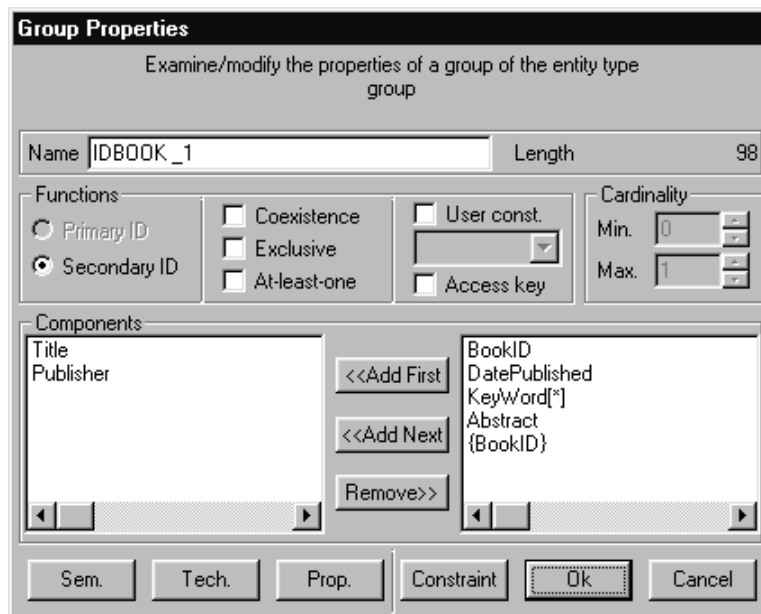 Group Properties
Examine/modify the properties of a group of the entity type
group
Name IDBOOK _1 Length 98
Functions Cardinality
Coexistence User const.
Primary ID Min. 0
Exclusive
Secondary ID Max. 1
At-least-one Access key
Components
Title BookID
Publisher <<Add First DatePublished
KeyWord[*]
Abstract
<<Add Next {BookID}
Remove>>
Sem. Tech. Prop. Constraint Ok Cancel